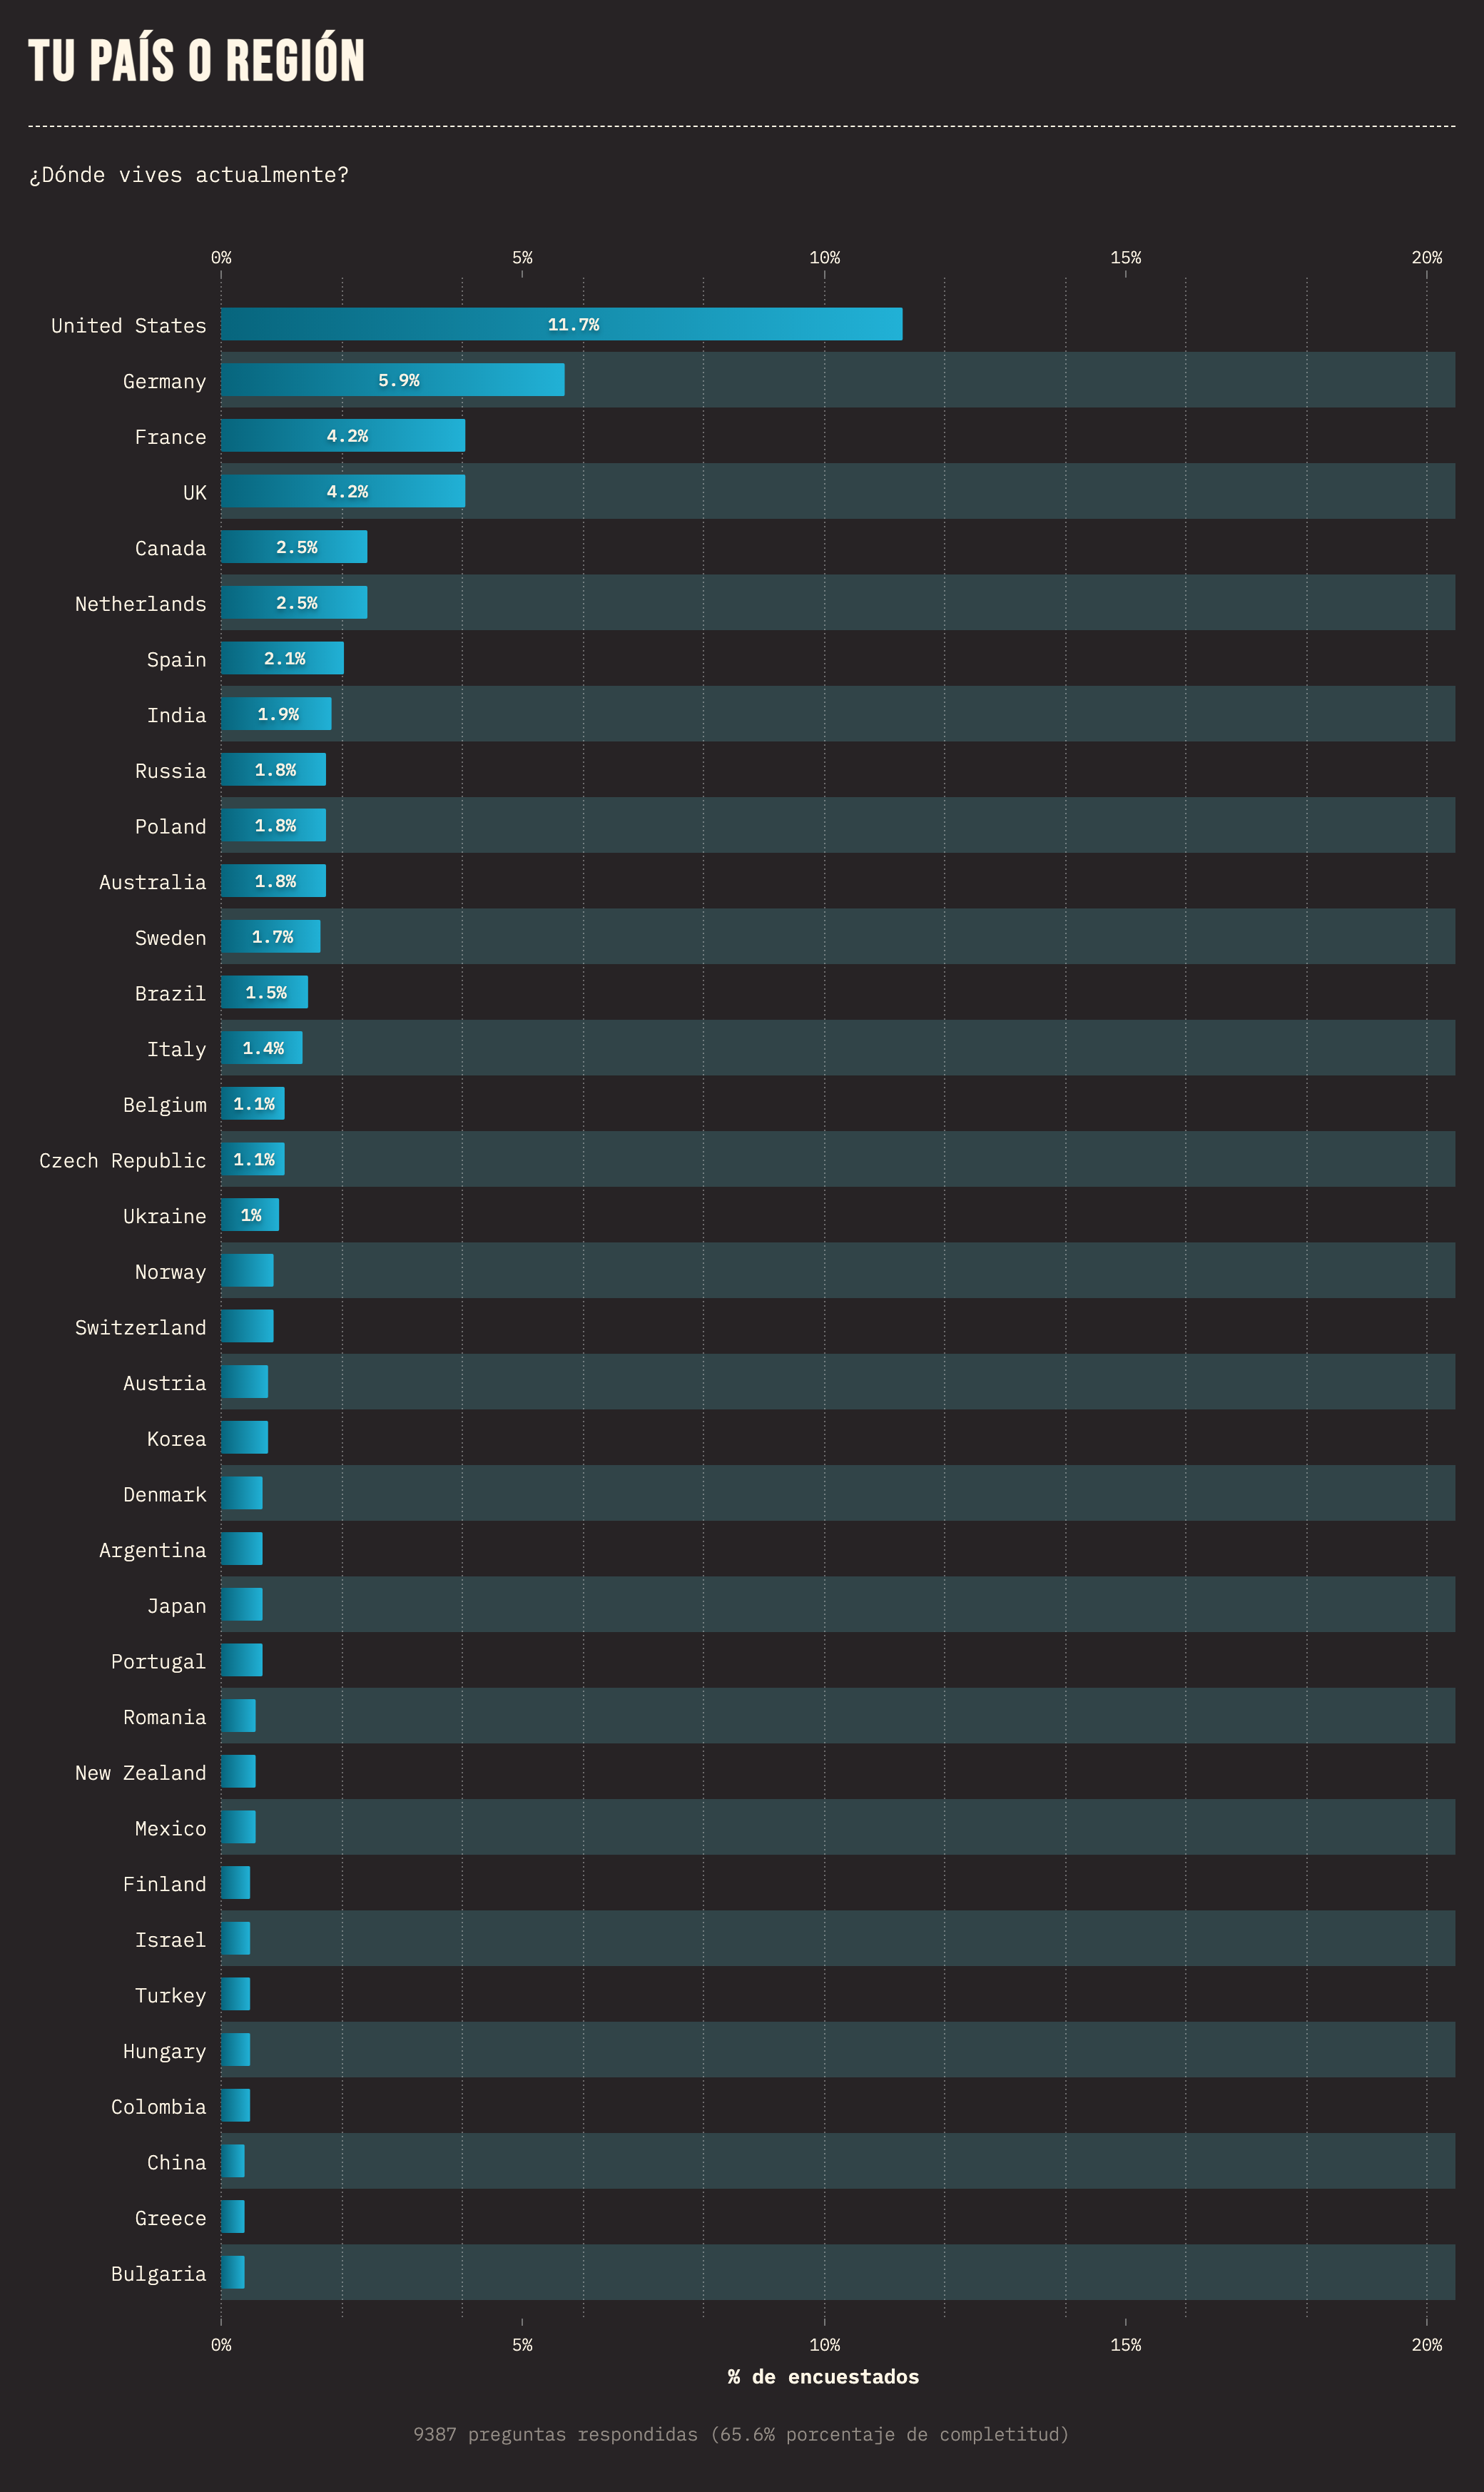 TU PAÍS O REGIÓN
¿Dónde vives actualmente?
0% 5% 10% 15% 20%
United States 11.7%
Germany 5.9%
France 4.2%
UK 4.2%
Canada 2.5%
Netherlands 2.5%
Spain 2.1%
India 1.9%
Russia 1.8%
Poland 1.8%
Australia 1.8%
Sweden 1.7%
Brazil 1.5%
Italy 1.4%
Belgium 1.1%
Czech Republic 1.1%
Ukraine 1%
Norway
Switzerland
Austria
Korea
Denmark
Argentina
Japan
Portugal
Romania
New Zealand
Mexico
Finland
Israel
Turkey
Hungary
Colombia
China
Greece
Bulgaria
0% 5% 10% 15% 20%
% de encuestados
9387 preguntas respondidas (65.6% porcentaje de completitud)